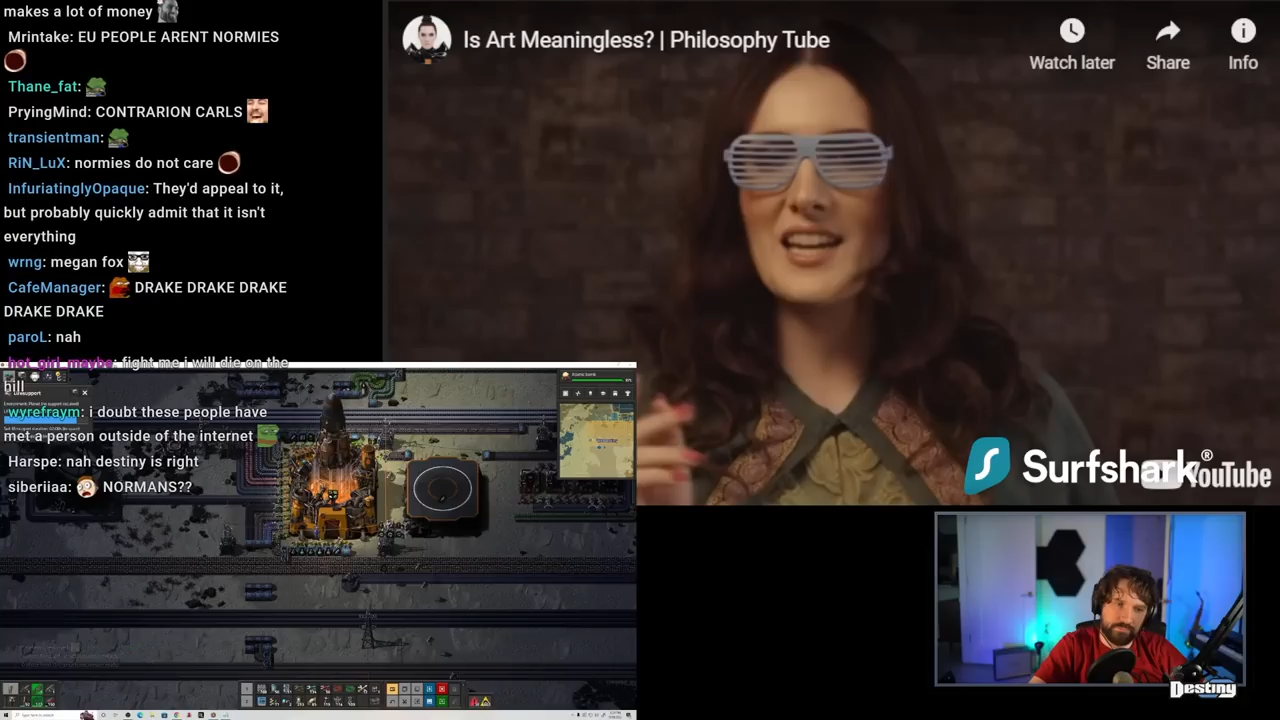 makes a lot of money
Mrintake: EU PEOPLE ARENT NORMIES
Thane_fat:
PryingMind: CONTRARION CARLS
transientman:
RiN_LuX: normies do not care
InfuriatinglyOpaque: They'd appeal to it,
but probably quickly admit that it isn't
everything
wrng: megan fox
CafeManager: DRAKE DRAKE DRAKE
DRAKE DRAKE
paroL: nah
hot_girl_maybe: fight me i will die on the
hill
wyrefraym: i doubt these people have
met a person outside of the internet
Harspe: nah destiny is right
siberiiaa: NORMANS??
Is Art Meaningless? | Philosophy Tube
Watch later
Share
Info
Surfshark®
YouTube
Destiny